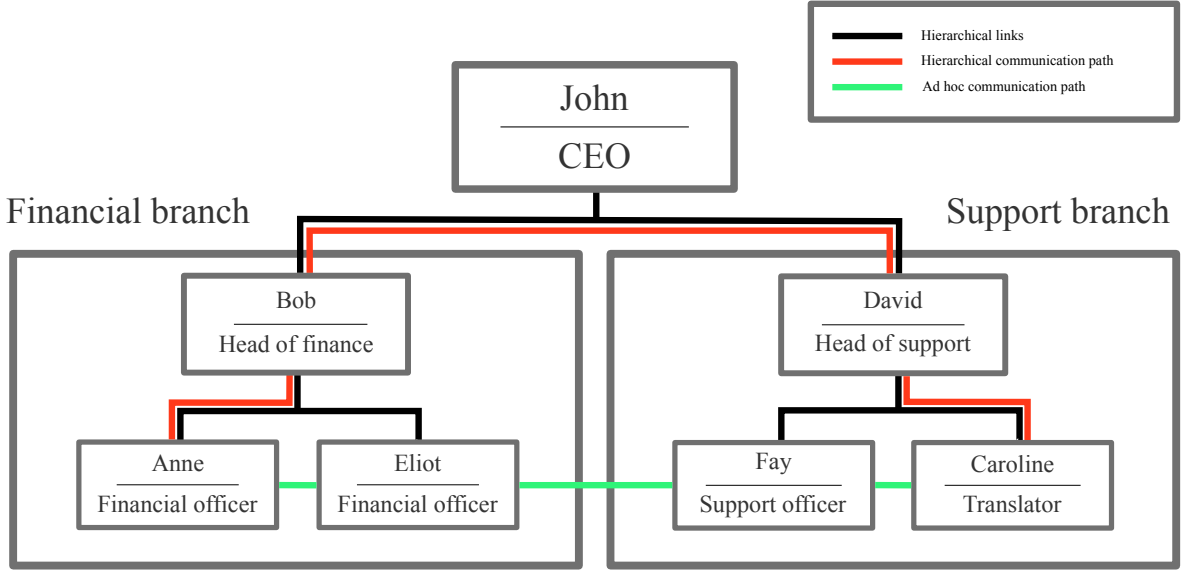 Hierarchical links
Hierarchical communication path
Ad hoc communication path
John
CEO
Financial branch
Support branch
Bob
Head of finance
David
Head of support
Anne
Financial officer
Eliot
Financial officer
Fay
Support officer
Caroline
Translator